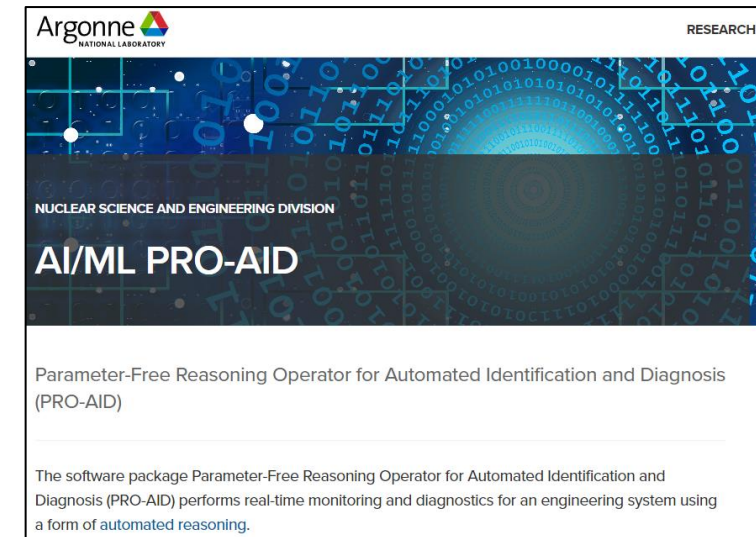 Argonne
NATIONAL LABORATORY
RESEARCH
NUCLEAR SCIENCE AND ENGINEERING DIVISION
AI/ML PRO-AID
Parameter-Free Reasoning Operator for Automated Identification and Diagnosis
(PRO-AID)
The software package Parameter-Free Reasoning Operator for Automated Identification and
Diagnosis (PRO-AID) performs real-time monitoring and diagnostics for an engineering system using
a form of automated reasoning.